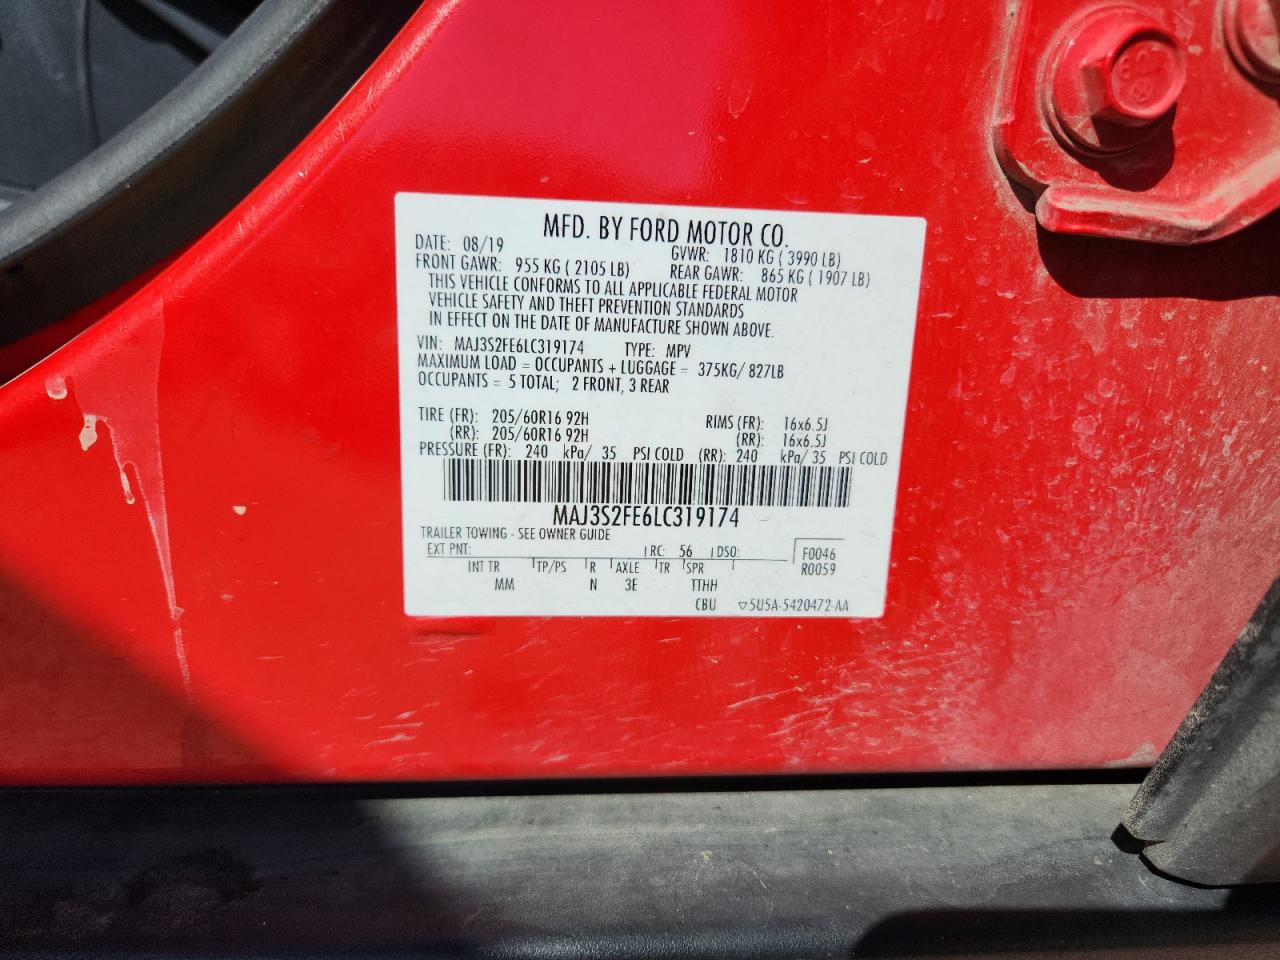 MFD. BY FORD MOTOR CO.
DATE: 08/19 GVWR: 1810 KG ( 3990 LB)
FRONT GAWR: 955 KG ( 2105 LB) REAR GAWR: 865 KG ( 1907 LB)
THIS VEHICLE CONFORMS TO ALL APPLICABLE FEDERAL MOTOR
VEHICLE SAFETY AND THEFT PREVENTION STANDARDS
IN EFFECT ON THE DATE OF MANUFACTURE SHOWN ABOVE.
VIN: MAJ3S2FE6LC319174 TYPE: MPV
MAXIMUM LOAD = OCCUPANTS + LUGGAGE = 375KG/ 827LB
OCCUPANTS = 5 TOTAL; 2 FRONT, 3 REAR
TIRE (FR): 205/60R16 92H RIMS (FR): 16x6.5J
(RR): 205/60R16 92H (RR): 16x6.5J
PRESSURE (FR): 240 kPa/ 35 PSI COLD (RR): 240 kPa/ 35 PSI COLD
MAJ3S2FE6LC319174
TRAILER TOWING - SEE OWNER GUIDE
EXT PNT: RC: 56 DSO: F0046
INT TR TP/PS R AXLE TR SPR R0059
MM N 3E TTHH
CBU 5U5A-5420472-AA